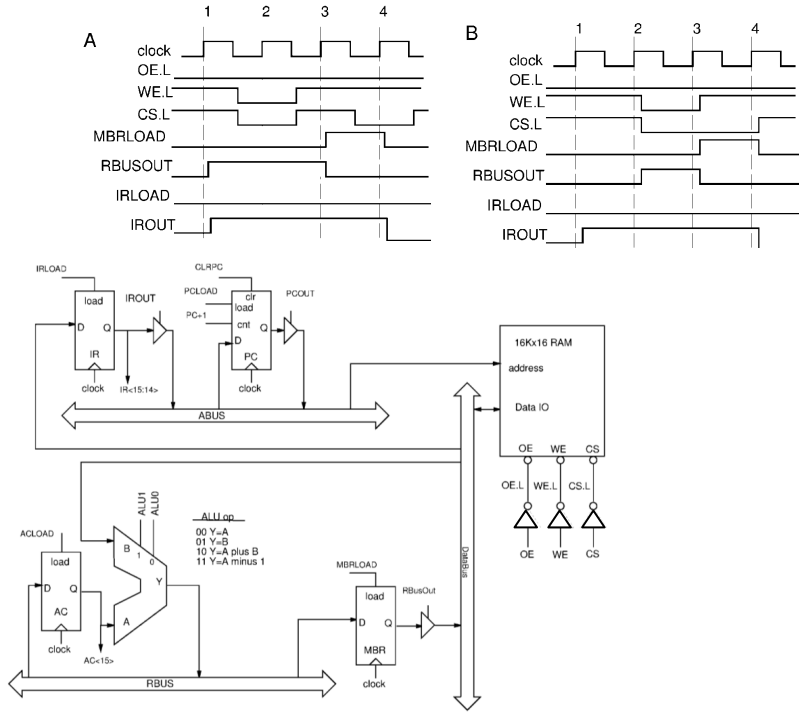 A
1 2 3 4
clock
OE.L
WE.L
CS.L
MBRLOAD
RBUSOUT
IRLOAD
IROUT
B
1 2 3 4
clock
OE.L
WE.L
CS.L
MBRLOAD
RBUSOUT
IRLOAD
IROUT
IRLOAD
load
D Q
IR
clock
IROUT
IR<15:14>
CLRPC
PCLOAD
PC+1
clr
load
cnt
D Q
PC
clock
PCOUT
ABUS
16Kx16 RAM
address
Data IO
OE WE CS
OE.L WE.L CS.L
OE WE CS
DataBus
ACLOAD
load
D Q
AC
clock
AC<15>
ALU1
ALU0
B 1 0
Y
A
ALU op
00 Y=A
01 Y=B
10 Y=A plus B
11 Y=A minus 1
MBRLOAD
load
D Q
MBR
clock
RBusOut
RBUS